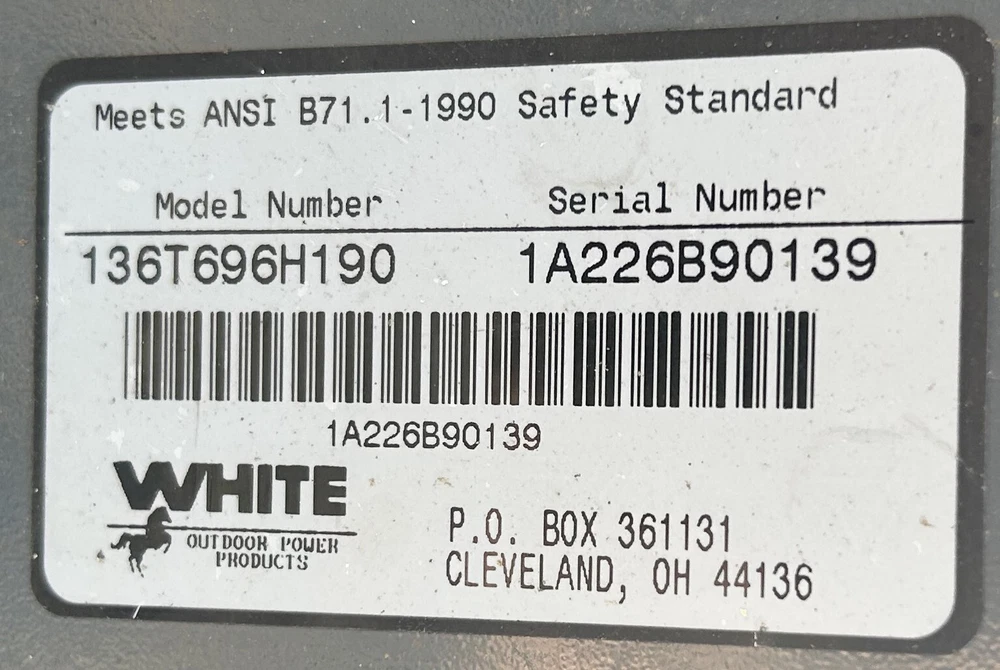 Meets ANSI B71.1-1990 Safety Standard
Model Number Serial Number
136T696H190 1A226B90139
1A226B90139
WHITE
OUTDOOR POWER
PRODUCTS
P.O. BOX 361131
CLEVELAND, OH 44136